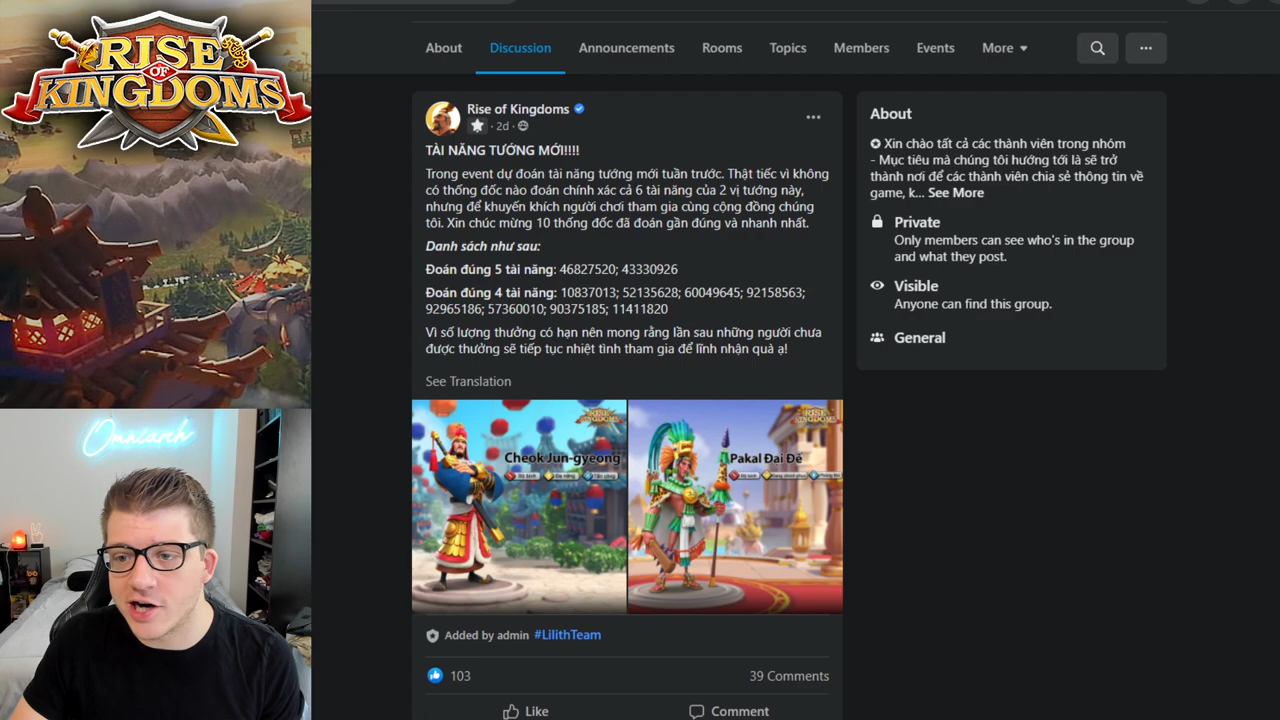 RISE
OF
KINGDOMS
Omniarch
About
Discussion
Announcements
Rooms
Topics
Members
Events
More
Rise of Kingdoms
· 2d ·
TÀI NĂNG TƯỚNG MỚI!!!!
Trong event dự đoán tài năng tướng mới tuần trước. Thật tiếc vì không
có thống đốc nào đoán chính xác cả 6 tài năng của 2 vị tướng này,
nhưng để khuyến khích người chơi tham gia cùng cộng đồng chúng
tôi. Xin chúc mừng 10 thống đốc đã đoán gần đúng và nhanh nhất.
Danh sách như sau:
Đoán đúng 5 tài năng: 46827520; 43330926
Đoán đúng 4 tài năng: 10837013; 52135628; 60049645; 92158563;
92965186; 57360010; 90375185; 11411820
Vì số lượng thưởng có hạn nên mong rằng lần sau những người chưa
được thưởng sẽ tiếp tục nhiệt tình tham gia để lĩnh nhận quà ạ!
See Translation
RISE
KINGDOMS
Cheok Jun-gyeong
RISE
KINGDOMS
Pakal Đại Đế
Added by admin #LilithTeam
103
39 Comments
Like
Comment
About
✪ Xin chào tất cả các thành viên trong nhóm
- Mục tiêu mà chúng tôi hướng tới là sẽ trở
thành nơi để các thành viên chia sẻ thông tin về
game, k... See More
Private
Only members can see who's in the group
and what they post.
Visible
Anyone can find this group.
General